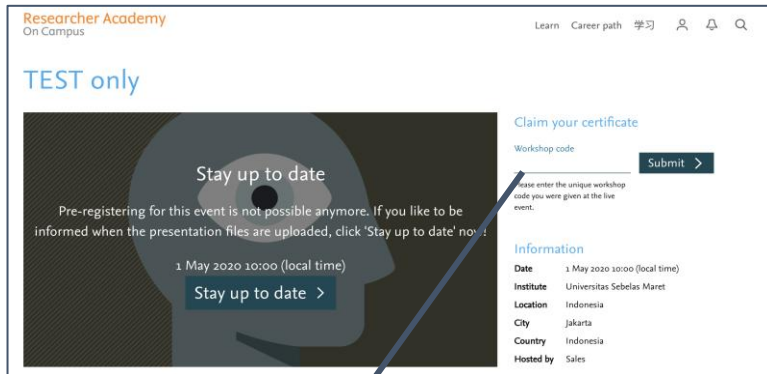 Researcher Academy
On Campus
Learn Career path 学习
TEST only
Stay up to date
Pre-registering for this event is not possible anymore. If you like to be
informed when the presentation files are uploaded, click 'Stay up to date' now!
1 May 2020 10:00 (local time)
Stay up to date >
Claim your certificate
Workshop code
Submit >
Please enter the unique workshop
code you were given at the live
event.
Information
Date 1 May 2020 10:00 (local time)
Institute Universitas Sebelas Maret
Location Indonesia
City Jakarta
Country Indonesia
Hosted by Sales